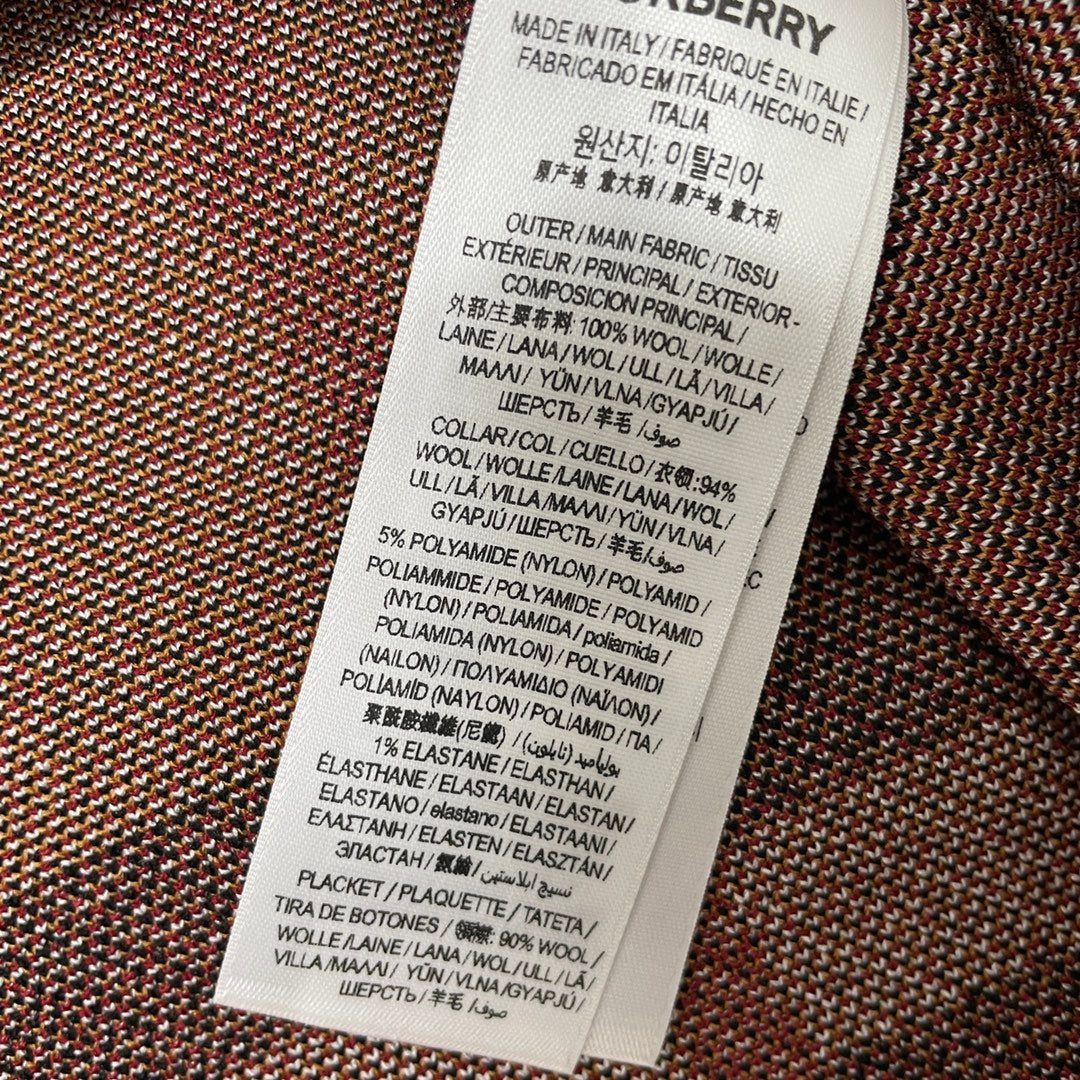 MADE IN ITALY / FABRIQUÉ EN ITALIE /
FABRICADO EM ITÁLIA / HECHO EN
ITALIA
원산지: 이탈리아
原产地 意大利 / 原产地 意大利
OUTER / MAIN FABRIC / TISSU
EXTÉRIEUR / PRINCIPAL / EXTERIOR-
COMPOSICION PRINCIPAL /
外部/主要布料: 100% WOOL / WOLLE /
LAINE / LANA / WOL / ULL / LÃ / VILLA /
ΜΑΛΛΙ / YÜN / VLNA / GYAPJÚ /
ШЕРСТЬ / 羊毛 / صوف
COLLAR / COL / CUELLO / 衣领 :94%
WOOL / WOLLE / LAINE / LANA / WOL /
ULL / LÃ / VILLA / ΜΑΛΛΙ / YÜN / VLNA /
GYAPJÚ / ШЕРСТЬ / 羊毛 / صوف
5% POLYAMIDE (NYLON) / POLYAMID /
POLIAMMIDE / POLYAMIDE / POLYAMID
(NYLON) / POLIAMIDA / poliamida /
POLIAMIDA (NYLON) / POLYAMIDI
(NAILON) / ΠΟΛΥΑΜΙΔΙΟ (ΝΑΪΛΟΝ) /
POLIAMÍD (NAYLON) / POLIAMID / ПА /
聚酰胺纖維(尼龍) / بولياميد (نايلون)
1% ELASTANE / ELASTHAN /
ÉLASTHANE / ELASTAAN / ELASTAN /
ELASTANO / elastano / ELASTAANI /
ΕΛΑΣΤΑΝΗ / ELASTEN / ELASZTÁN /
ЭЛАСТАН / 氨綸 / نسيج ايلاستين
PLACKET / PLAQUETTE / TATETA /
TIRA DE BOTONES / 領襟: 90% WOOL /
WOLLE / LAINE / LANA / WOL / ULL / LÃ /
VILLA / ΜΑΛΛΙ / YÜN / VLNA / GYAPJÚ /
ШЕРСТЬ / 羊毛 / صوف